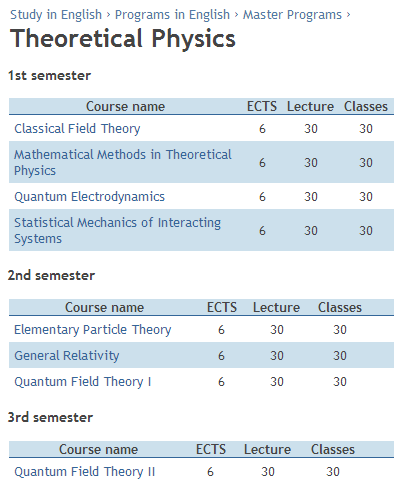 Study in English › Programs in English › Master Programs ›
Theoretical Physics
1st semester
Course name ECTS Lecture Classes
Classical Field Theory 6 30 30
Mathematical Methods in Theoretical
Physics 6 30 30
Quantum Electrodynamics 6 30 30
Statistical Mechanics of Interacting
Systems 6 30 30
2nd semester
Course name ECTS Lecture Classes
Elementary Particle Theory 6 30 30
General Relativity 6 30 30
Quantum Field Theory I 6 30 30
3rd semester
Course name ECTS Lecture Classes
Quantum Field Theory II 6 30 30